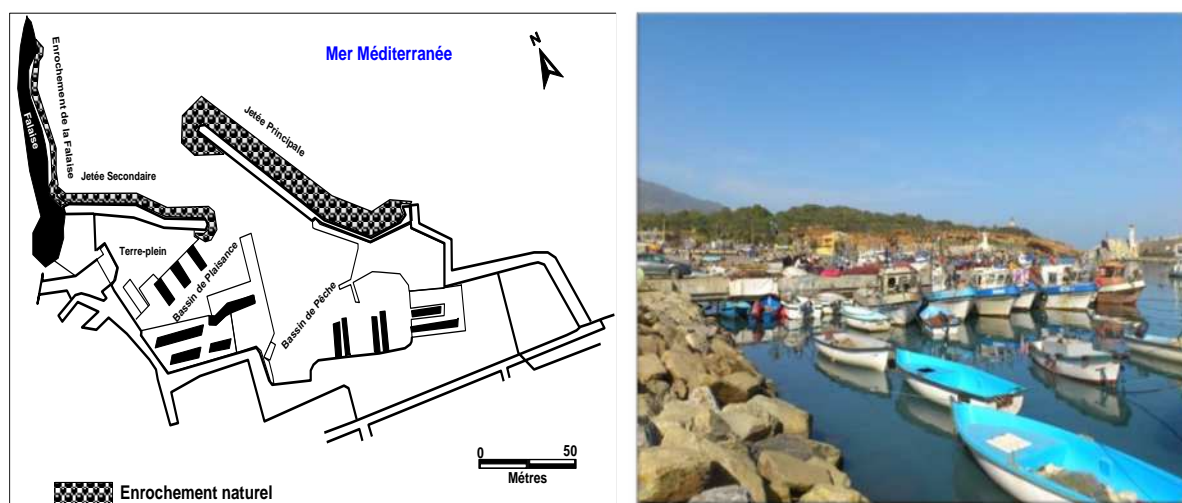 Mer Méditerranée
N
Enrochement de la Falaise
Falaise
Jetée Principale
Jetée Secondaire
Terre-plein
Bassin de Plaisance
Bassin de Pêche
0 50
Métres
Enrochement naturel